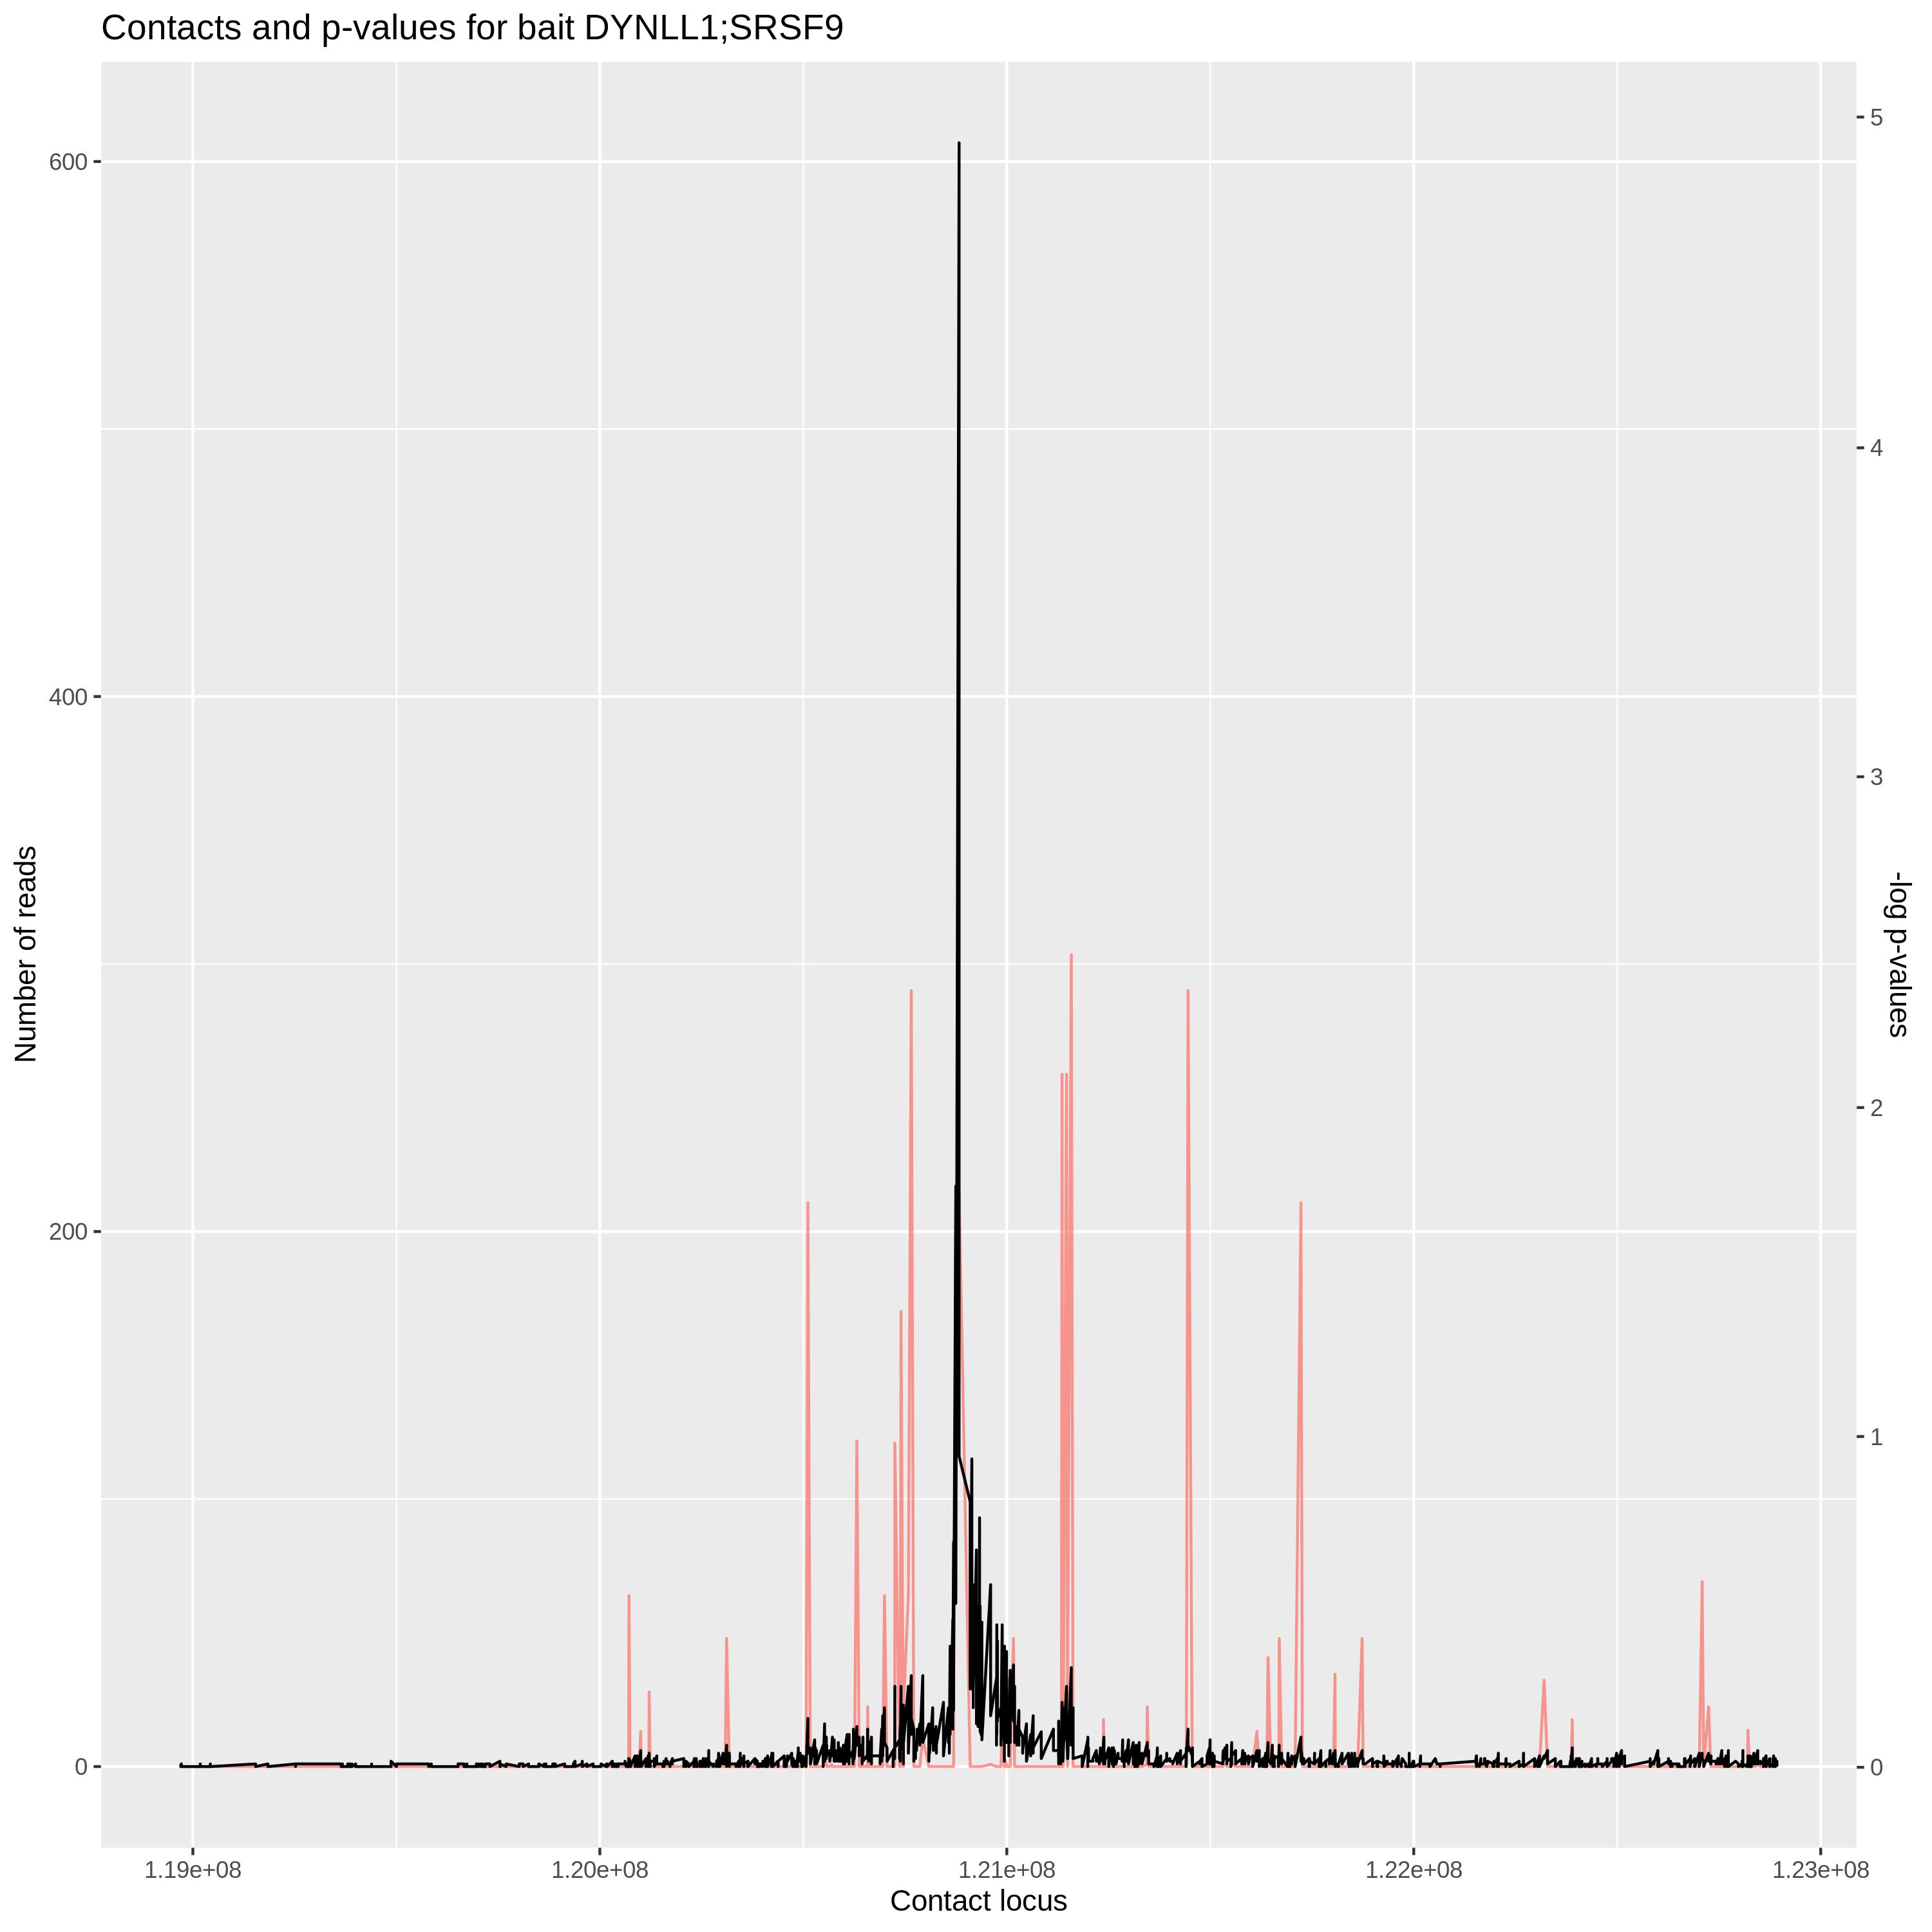 Contacts and p-values for bait DYNLL1;SRSF9
600
400
200
0
Number of reads
5
4
3
2
1
0
-log p-values
1.19e+08 1.20e+08 1.21e+08 1.22e+08 1.23e+08
Contact locus